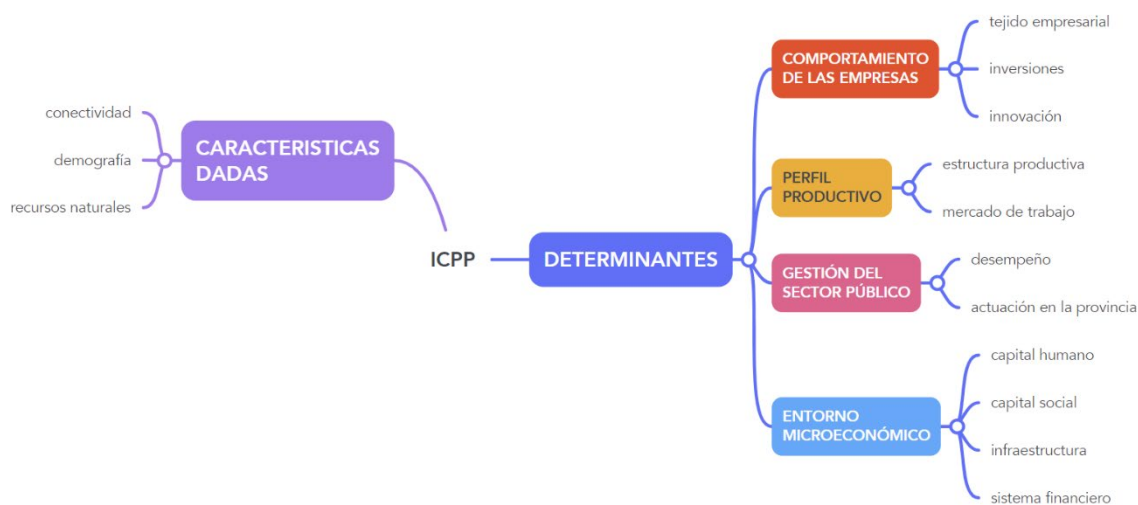 conectividad
demografía
recursos naturales
CARACTERISTICAS
DADAS
ICPP
DETERMINANTES
COMPORTAMIENTO
DE LAS EMPRESAS
tejido empresarial
inversiones
innovación
PERFIL
PRODUCTIVO
estructura productiva
mercado de trabajo
GESTIÓN DEL
SECTOR PÚBLICO
desempeño
actuación en la provincia
ENTORNO
MICROECONÓMICO
capital humano
capital social
infraestructura
sistema financiero